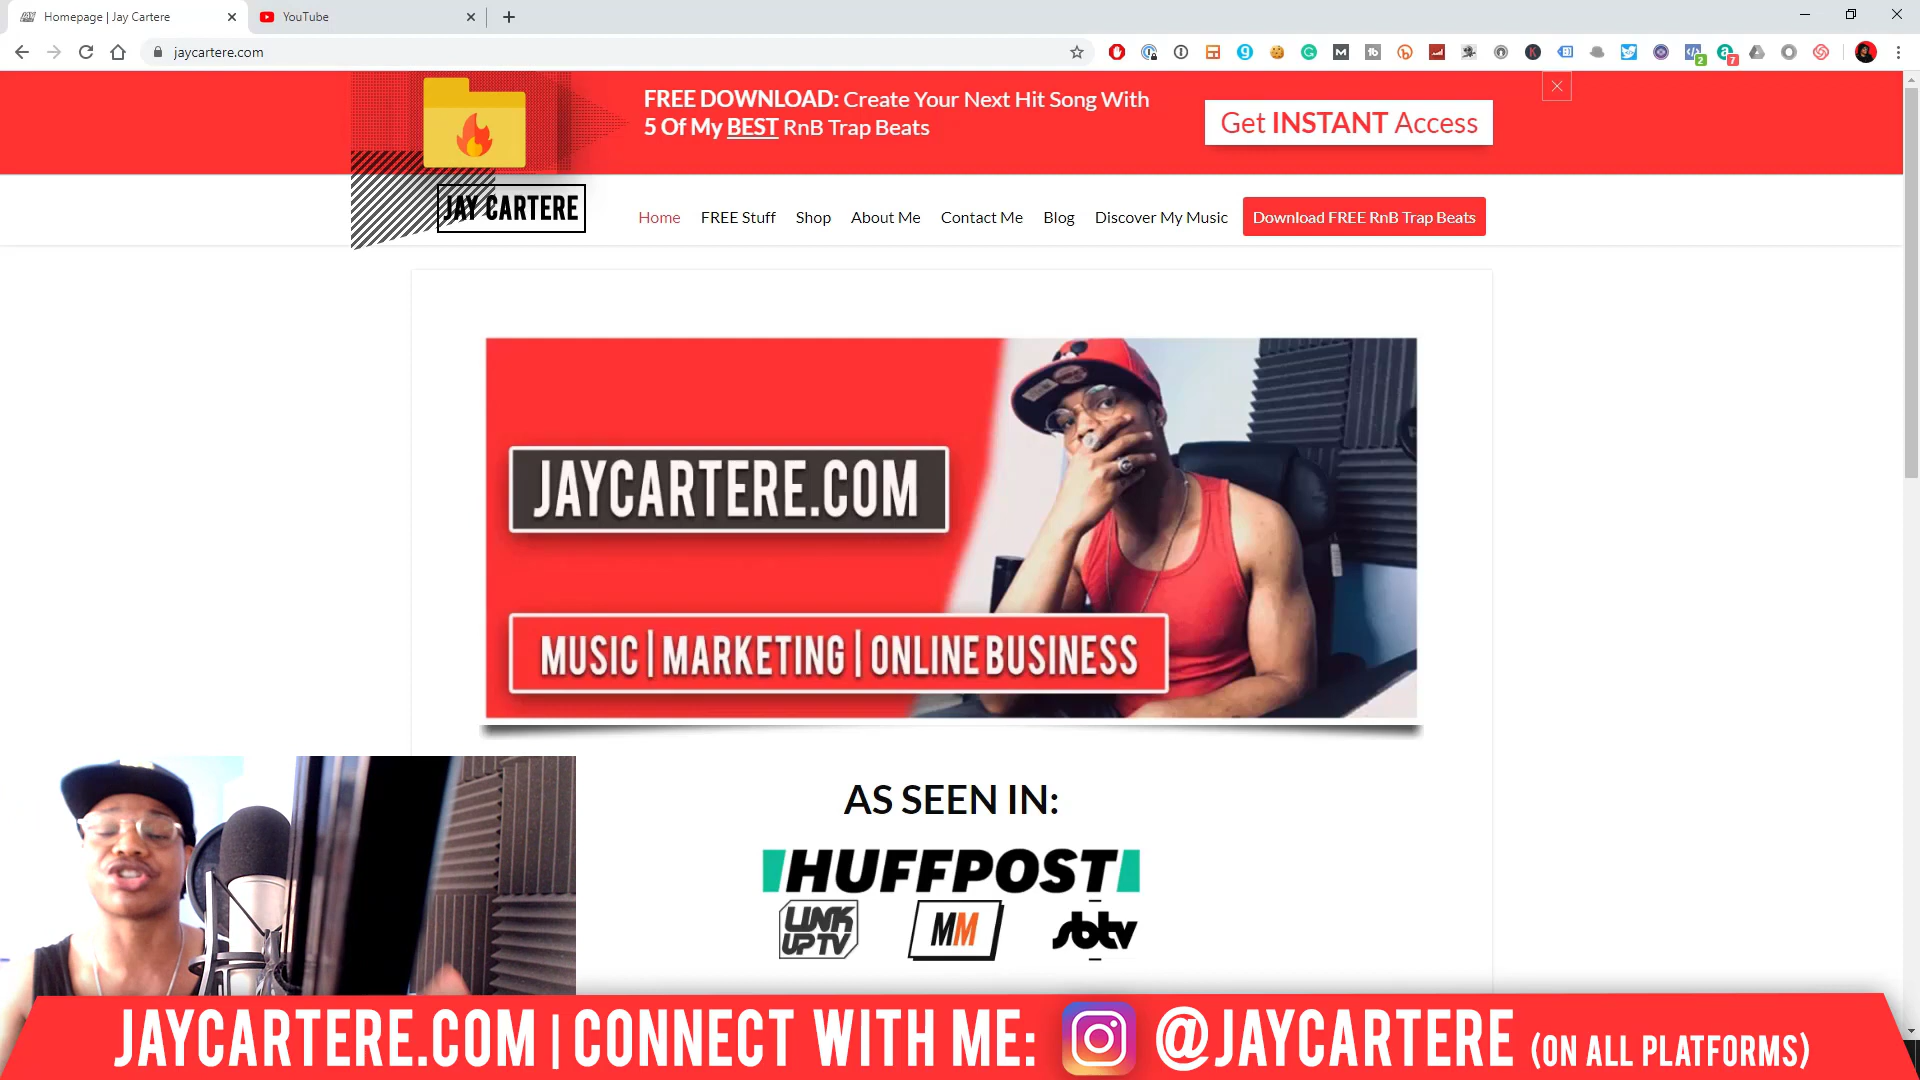 Homepage | Jay Cartere
YouTube
jaycartere.com
2
7
FREE DOWNLOAD: Create Your Next Hit Song With
5 Of My BEST RnB Trap Beats
Get INSTANT Access
JAY CARTERE
Home
FREE Stuff
Shop
About Me
Contact Me
Blog
Discover My Music
Download FREE RnB Trap Beats
JAYCARTERE.COM
MUSIC | MARKETING | ONLINE BUSINESS
AS SEEN IN:
HUFFPOST
LINK
UP TV
MM
sbtv
JAYCARTERE.COM | CONNECT WITH ME: @JAYCARTERE (ON ALL PLATFORMS)